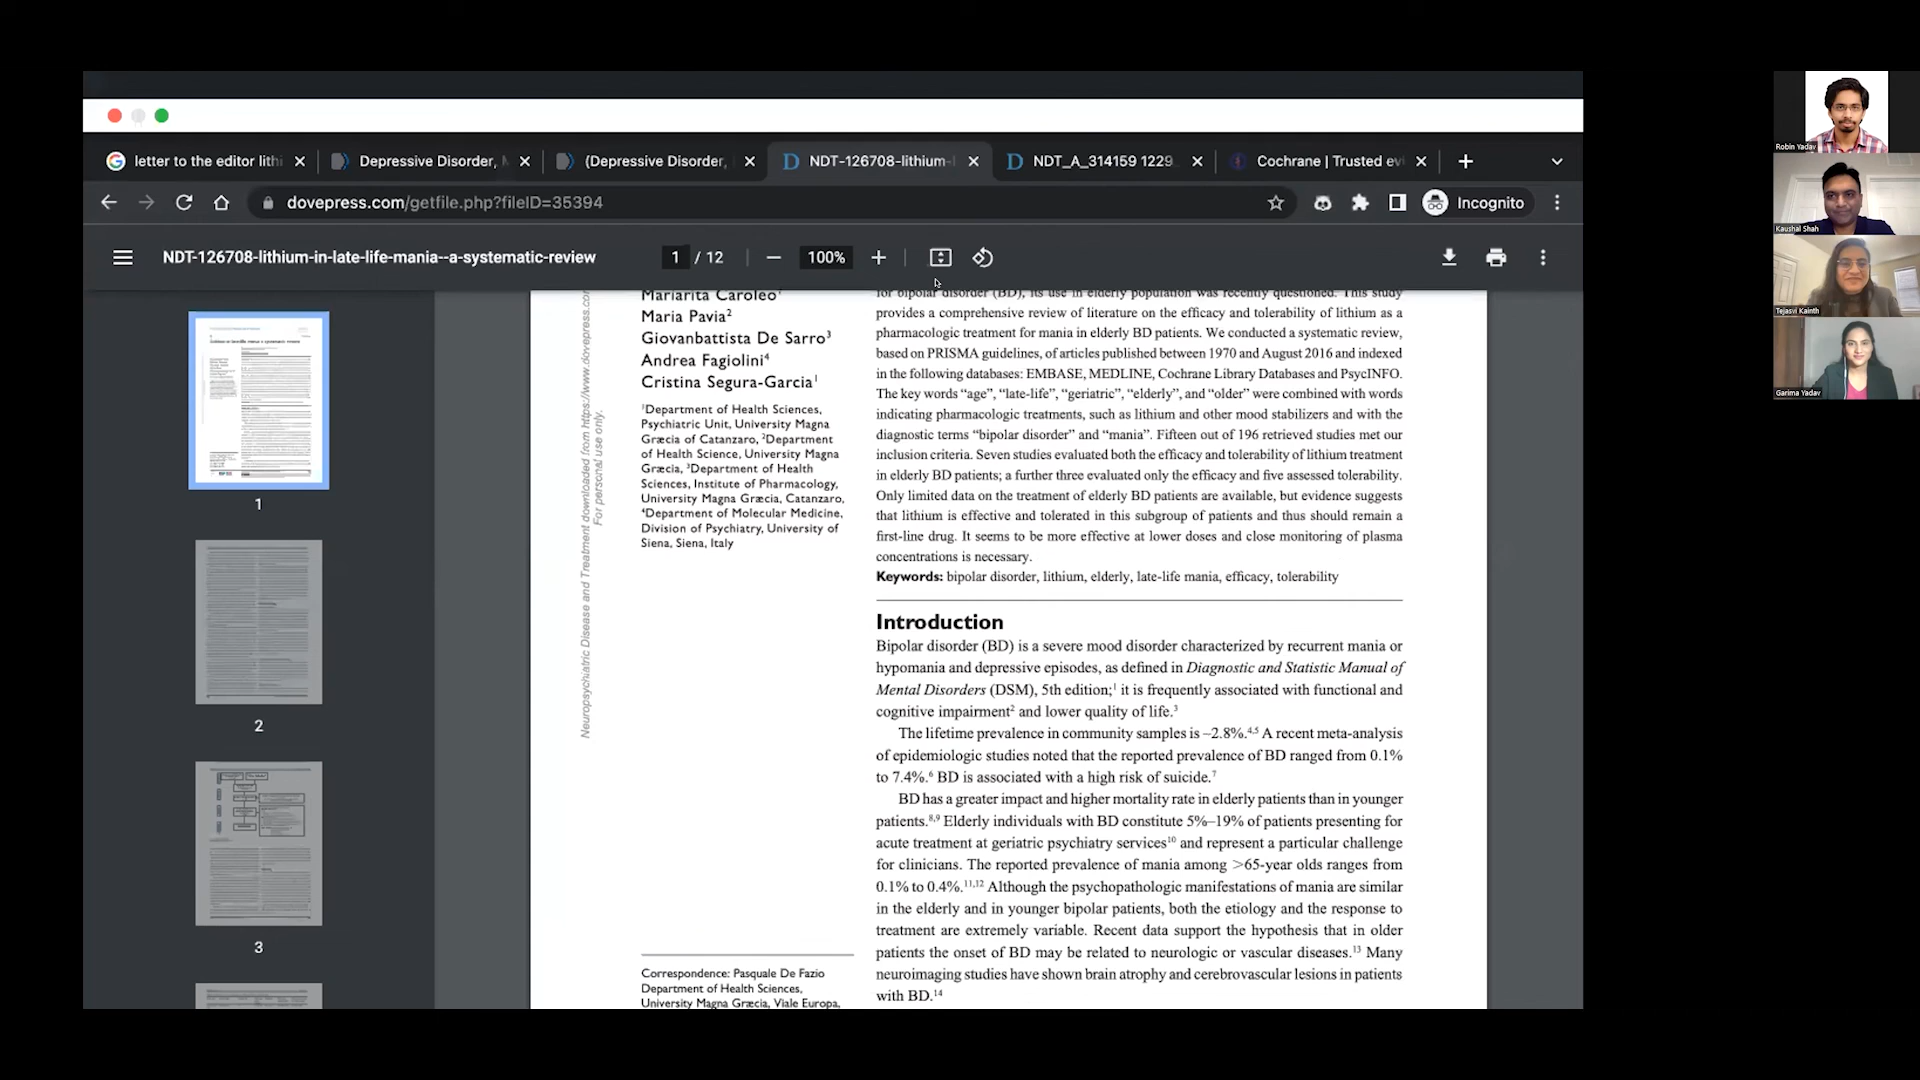 letter to the editor lithi
Depressive Disorder, M
(Depressive Disorder,
NDT-126708-lithium-l
NDT_A_314159 1229
Cochrane | Trusted evi
dovepress.com/getfile.php?fileID=35394
Incognito
NDT-126708-lithium-in-late-life-mania--a-systematic-review
1 / 12
100%
1
2
3
Neuropsychiatric Disease and Treatment downloaded from https://www.dovepress.com
For personal use only.
Mariarita Caroleo¹
Maria Pavia²
Giovanbattista De Sarro³
Andrea Fagiolini⁴
Cristina Segura-Garcia¹
¹Department of Health Sciences,
Psychiatric Unit, University Magna
Græcia of Catanzaro, ²Department
of Health Science, University Magna
Græcia, ³Department of Health
Sciences, Institute of Pharmacology,
University Magna Græcia, Catanzaro,
⁴Department of Molecular Medicine,
Division of Psychiatry, University of
Siena, Siena, Italy
Correspondence: Pasquale De Fazio
Department of Health Sciences,
University Magna Græcia, Viale Europa,
for bipolar disorder (BD), its use in elderly population was recently questioned. This study
provides a comprehensive review of literature on the efficacy and tolerability of lithium as a
pharmacologic treatment for mania in elderly BD patients. We conducted a systematic review,
based on PRISMA guidelines, of articles published between 1970 and August 2016 and indexed
in the following databases: EMBASE, MEDLINE, Cochrane Library Databases and PsycINFO.
The key words “age”, “late-life”, “geriatric”, “elderly”, and “older” were combined with words
indicating pharmacologic treatments, such as lithium and other mood stabilizers and with the
diagnostic terms “bipolar disorder” and “mania”. Fifteen out of 196 retrieved studies met our
inclusion criteria. Seven studies evaluated both the efficacy and tolerability of lithium treatment
in elderly BD patients; a further three evaluated only the efficacy and five assessed tolerability.
Only limited data on the treatment of elderly BD patients are available, but evidence suggests
that lithium is effective and tolerated in this subgroup of patients and thus should remain a
first-line drug. It seems to be more effective at lower doses and close monitoring of plasma
concentrations is necessary.
Keywords: bipolar disorder, lithium, elderly, late-life mania, efficacy, tolerability
Introduction
Bipolar disorder (BD) is a severe mood disorder characterized by recurrent mania or
hypomania and depressive episodes, as defined in Diagnostic and Statistic Manual of
Mental Disorders (DSM), 5th edition;¹ it is frequently associated with functional and
cognitive impairment² and lower quality of life.³
The lifetime prevalence in community samples is ~2.8%.⁴,⁵ A recent meta-analysis
of epidemiologic studies noted that the reported prevalence of BD ranged from 0.1%
to 7.4%.⁶ BD is associated with a high risk of suicide.⁷
BD has a greater impact and higher mortality rate in elderly patients than in younger
patients.⁸,⁹ Elderly individuals with BD constitute 5%–19% of patients presenting for
acute treatment at geriatric psychiatry services¹⁰ and represent a particular challenge
for clinicians. The reported prevalence of mania among >65-year olds ranges from
0.1% to 0.4%.¹¹,¹² Although the psychopathologic manifestations of mania are similar
in the elderly and in younger bipolar patients, both the etiology and the response to
treatment are extremely variable. Recent data support the hypothesis that in older
patients the onset of BD may be related to neurologic or vascular diseases.¹³ Many
neuroimaging studies have shown brain atrophy and cerebrovascular lesions in patients
with BD.¹⁴
Robin Yadav
Kaushal Shah
Tejasvi Kainth
Garima Yadav